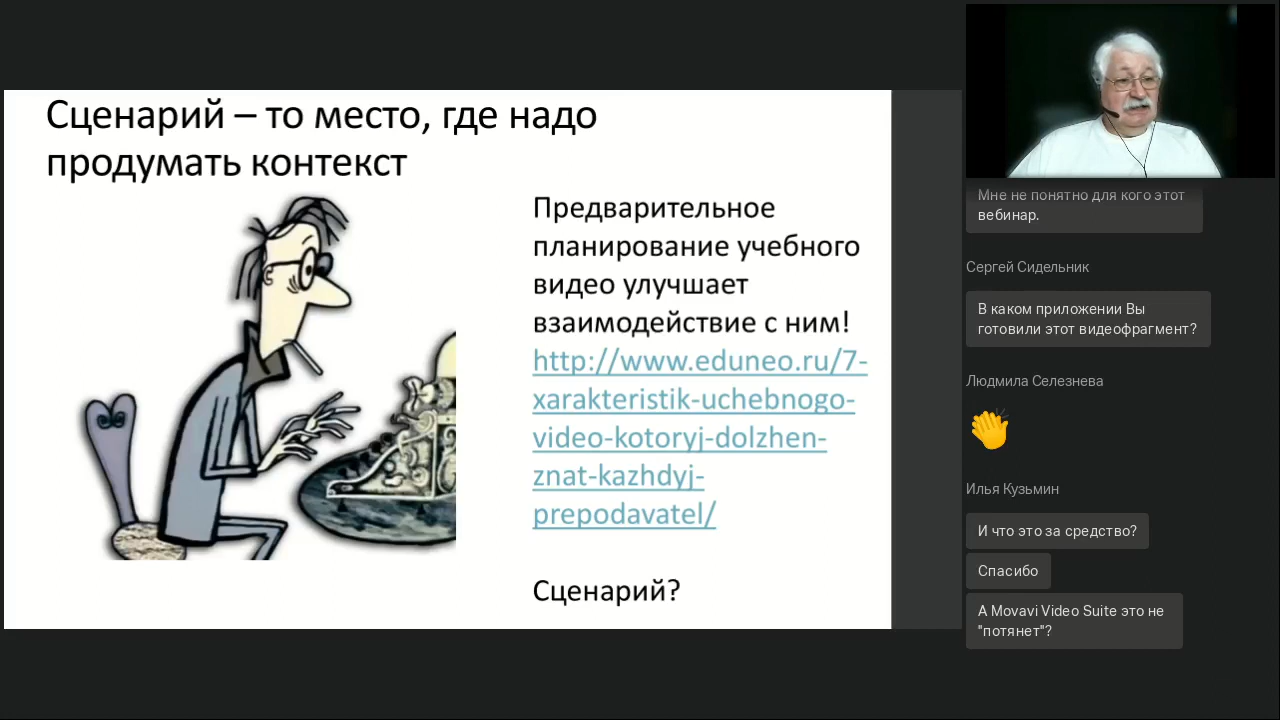 Сценарий – то место, где надо
продумать контекст
Предварительное
планирование учебного
видео улучшает
взаимодействие с ним!
http://www.eduneo.ru/7-
xarakteristik-uchebnogo-
video-kotoryj-dolzhen-
znat-kazhdyj-
prepodavatel/
Сценарий?
Мне не понятно для кого этот
вебинар.
Сергей Сидельник
В каком приложении Вы
готовили этот видеофрагмент?
Людмила Селезнева
Илья Кузьмин
И что это за средство?
Спасибо
А Movavi Video Suite это не
"потянет"?